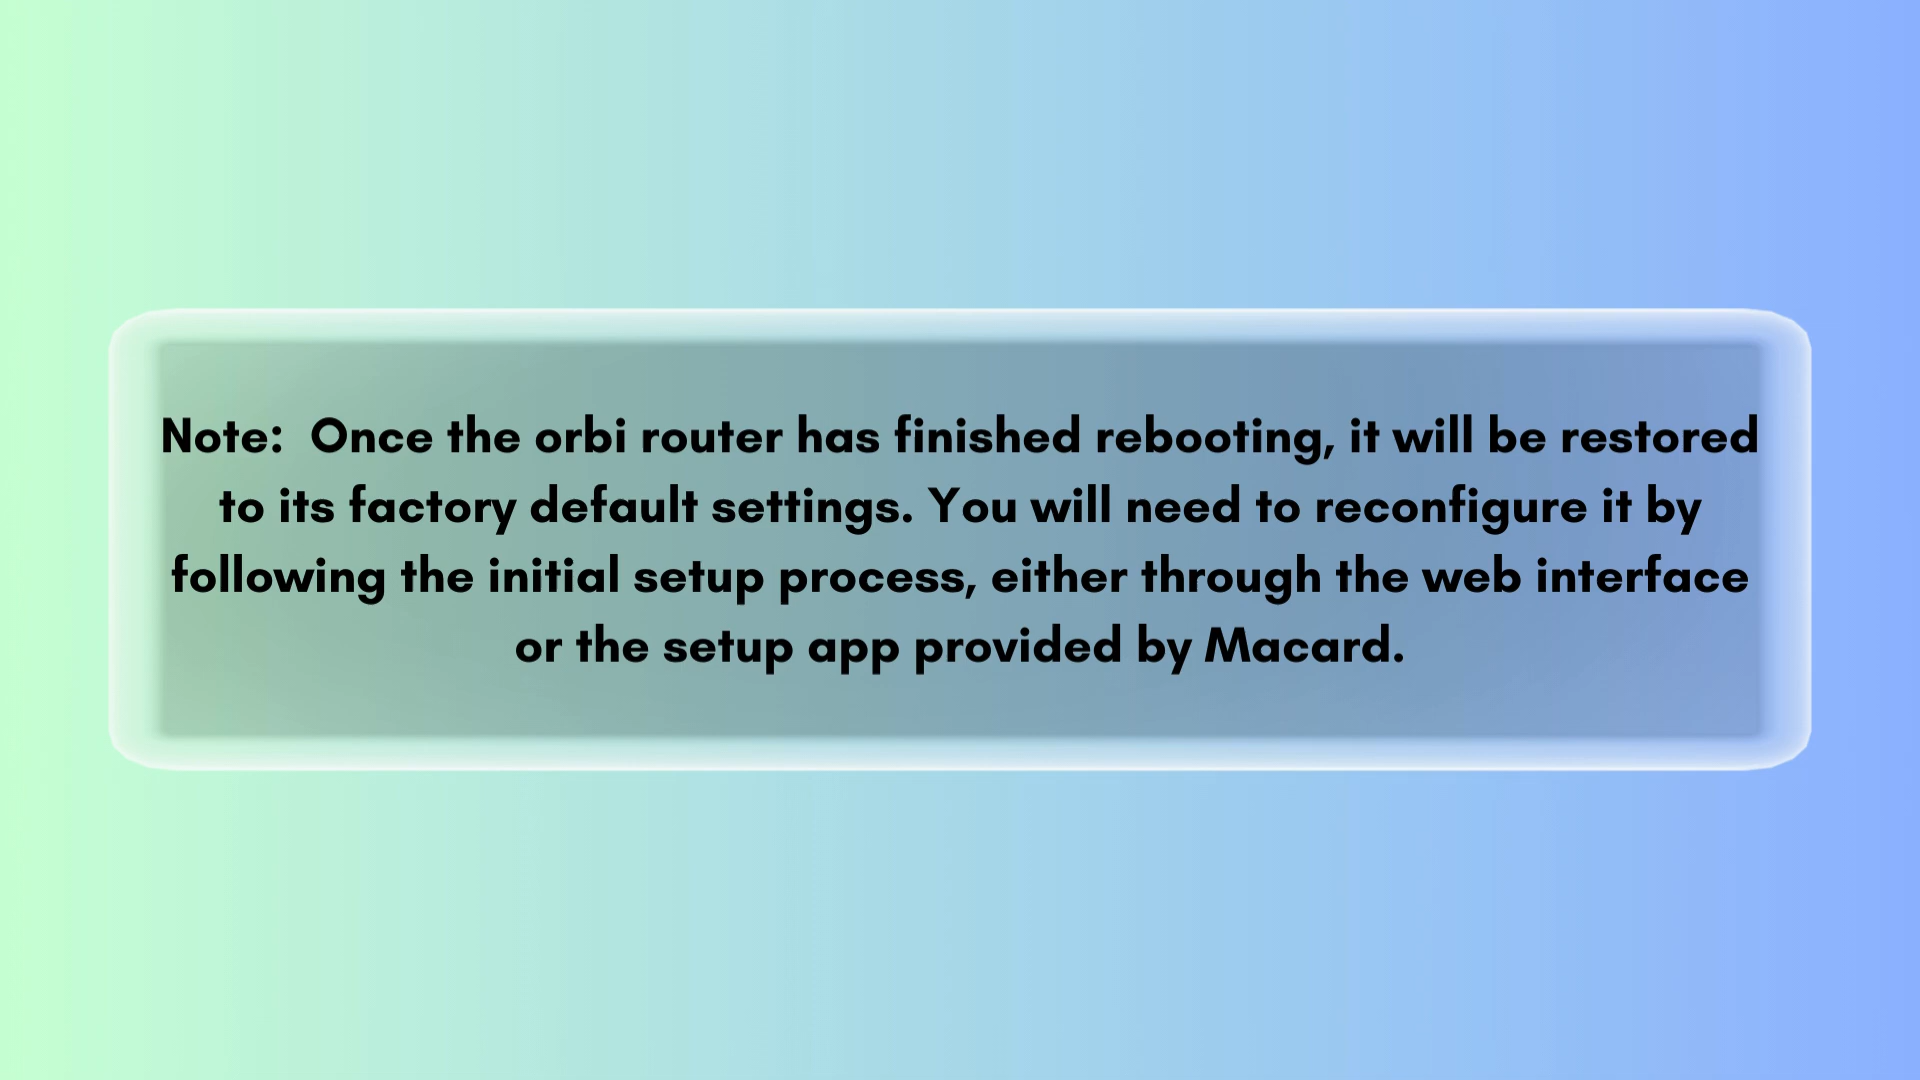 Note:  Once the orbi router has finished rebooting, it will be restored
to its factory default settings. You will need to reconfigure it by
following the initial setup process, either through the web interface
or the setup app provided by Macard.